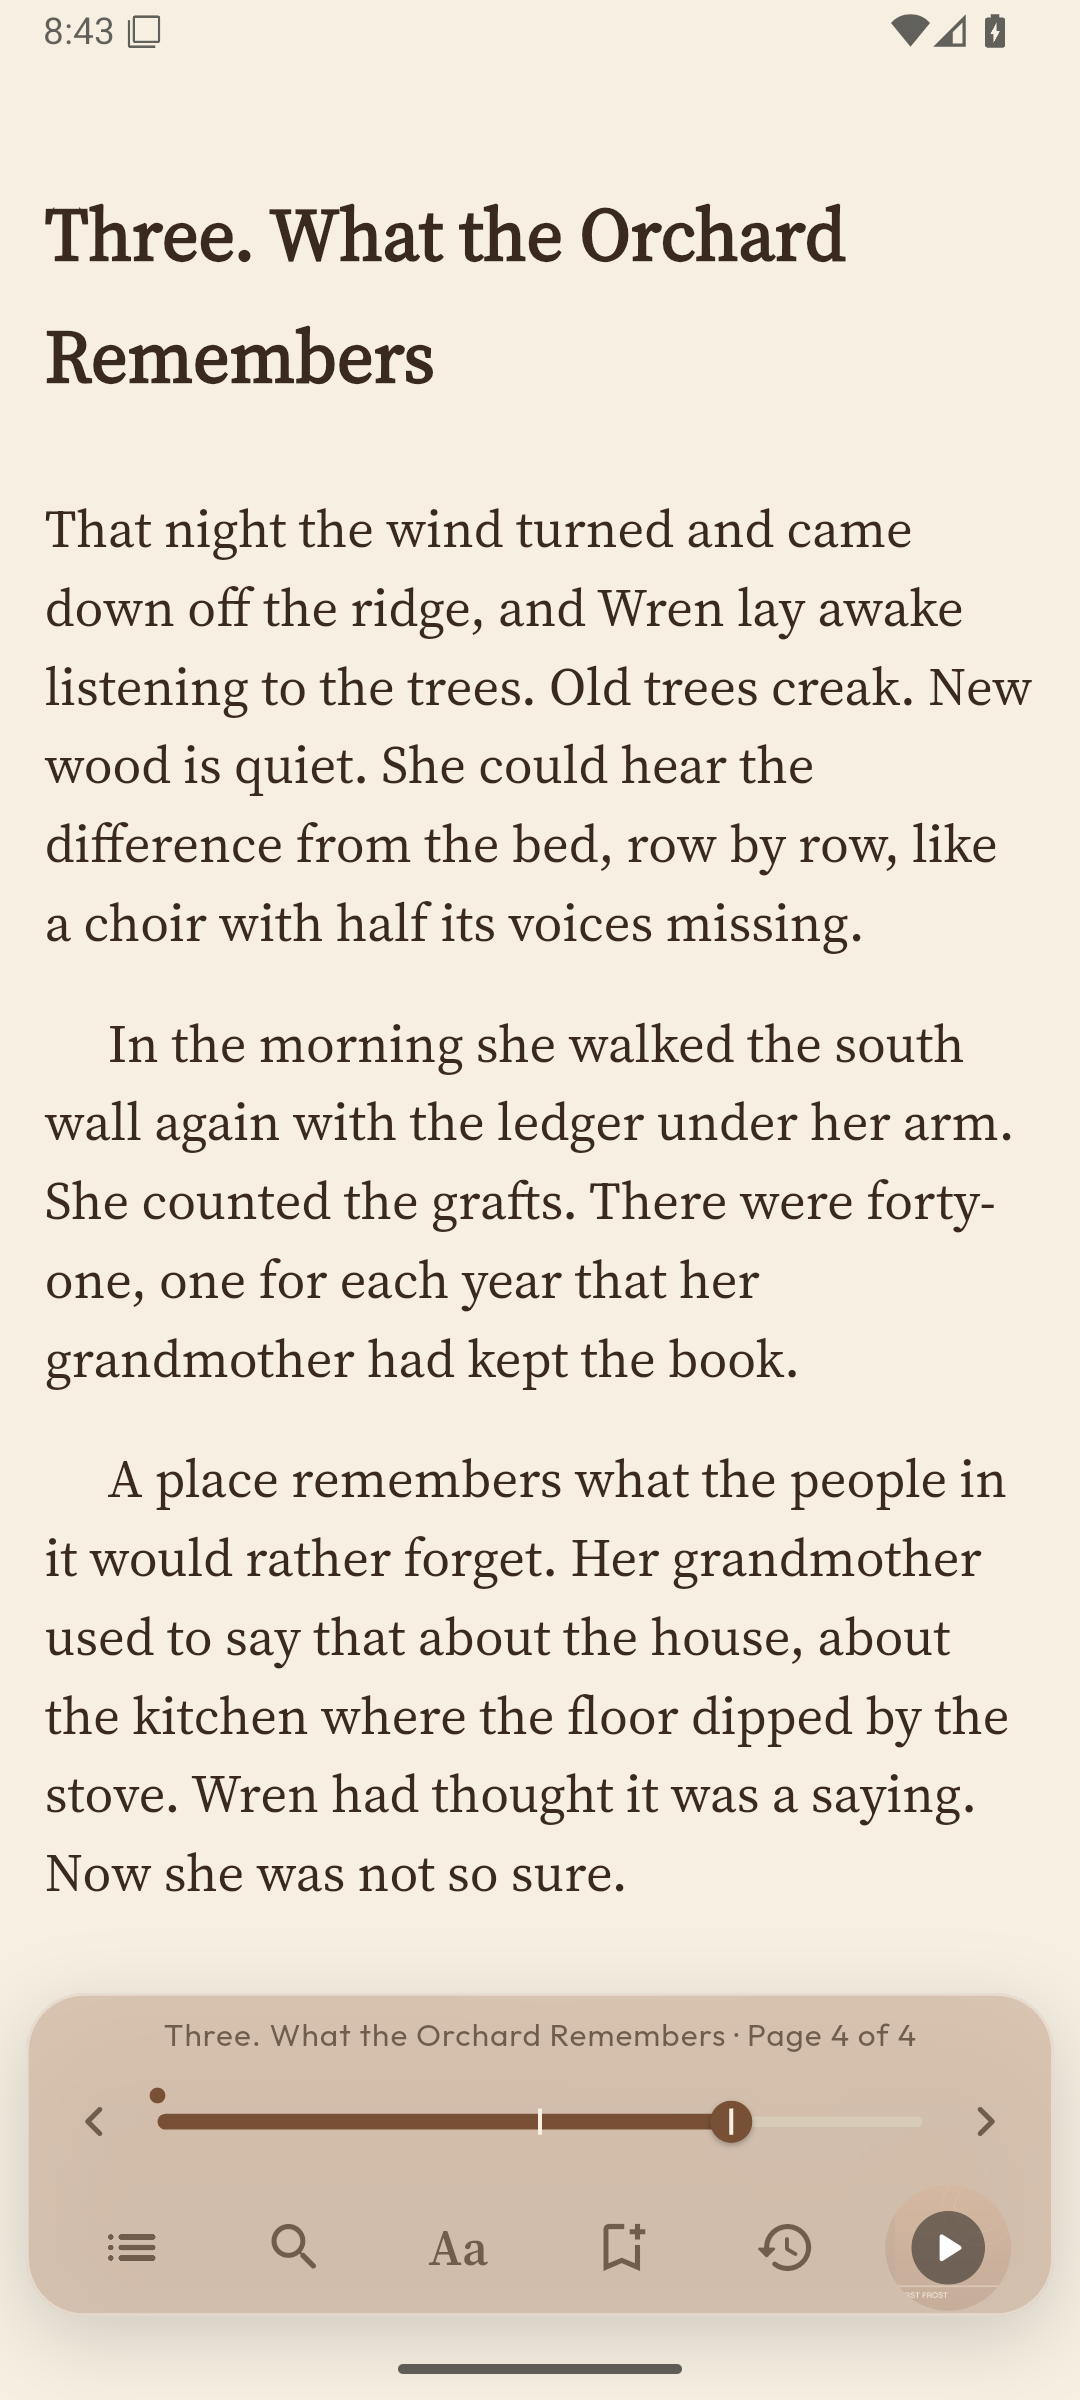 8:43
Three. What the Orchard
Remembers
That night the wind turned and came
down off the ridge, and Wren lay awake
listening to the trees. Old trees creak. New
wood is quiet. She could hear the
difference from the bed, row by row, like
a choir with half its voices missing.
In the morning she walked the south
wall again with the ledger under her arm.
She counted the grafts. There were forty-
one, one for each year that her
grandmother had kept the book.
A place remembers what the people in
it would rather forget. Her grandmother
used to say that about the house, about
the kitchen where the floor dipped by the
stove. Wren had thought it was a saying.
Now she was not so sure.
Three. What the Orchard Remembers · Page 4 of 4
Aa
FROST